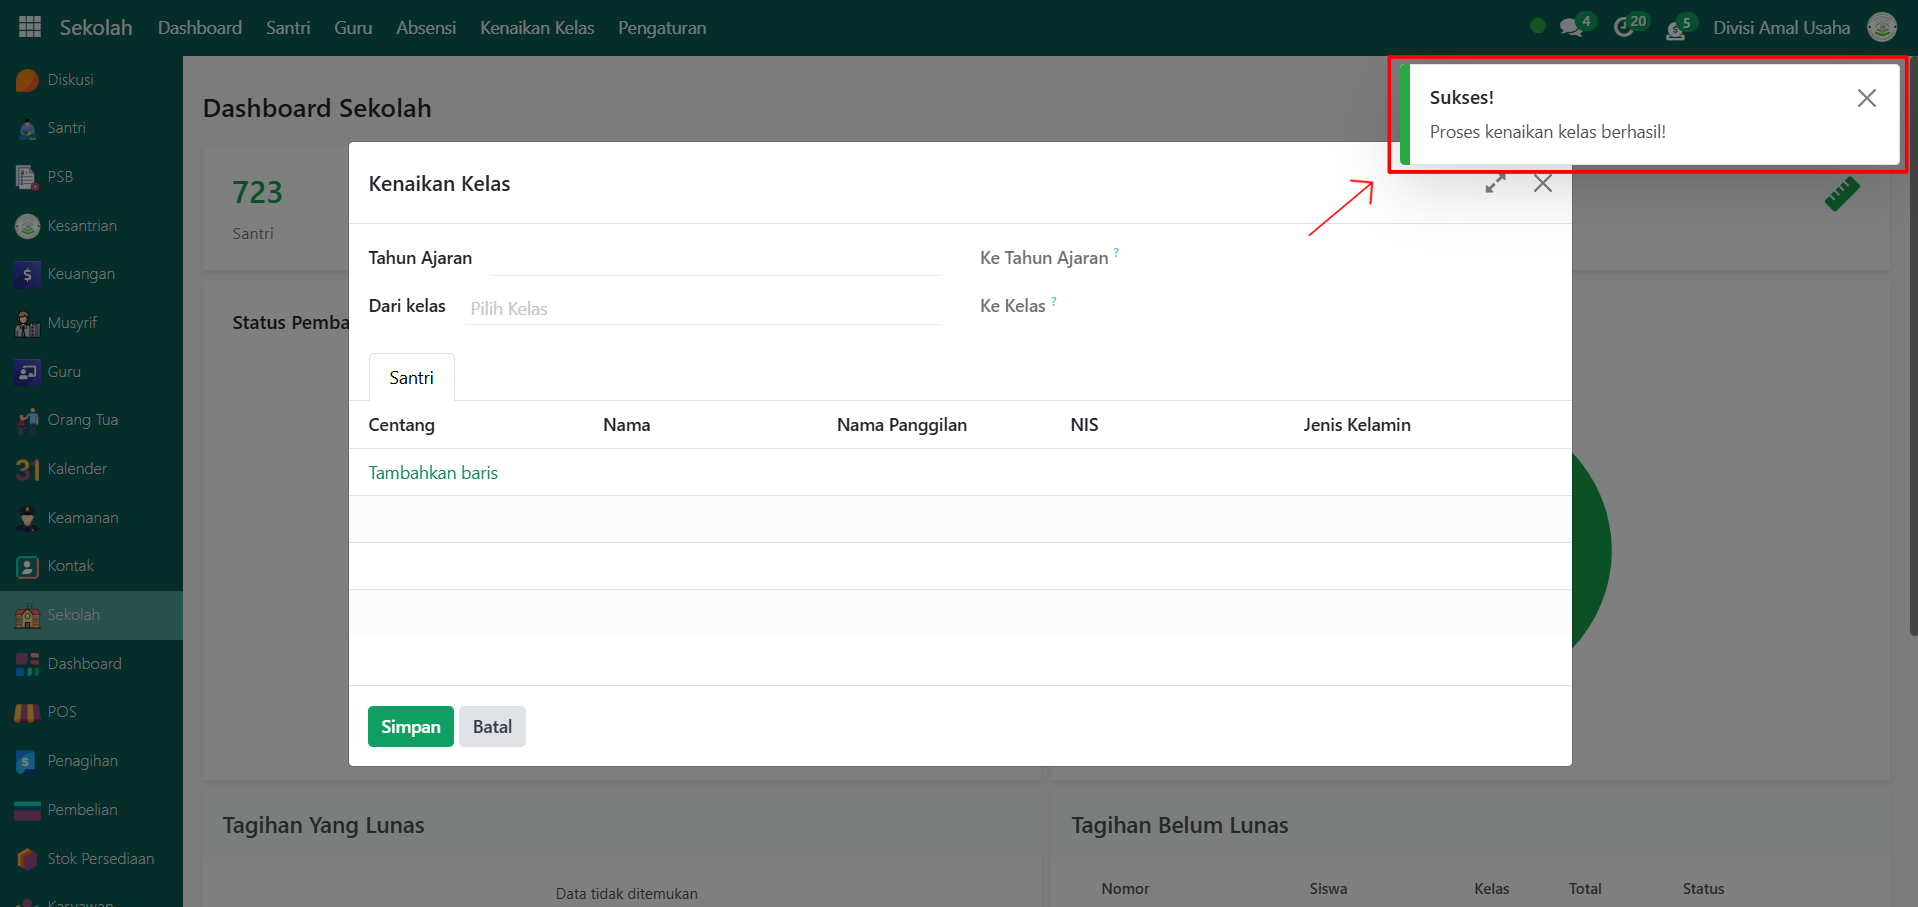 Sekolah Dashboard Santri Guru Absensi Kenaikan Kelas Pengaturan 4 20 5 Divisi Amal Usaha
Diskusi
Santri
PSB
Kesantrian
Keuangan
Musyrif
Guru
Orang Tua
31 Kalender
Keamanan
Kontak
Sekolah
Dashboard
POS
Penagihan
Pembelian
Stok Persediaan
Karyawan
Dashboard Sekolah
Sukses!
Proses kenaikan kelas berhasil!
723
Santri
Status Pemba
Kenaikan Kelas
Tahun Ajaran
Ke Tahun Ajaran ?
Dari kelas Pilih Kelas
Ke Kelas ?
Santri
Centang Nama Nama Panggilan NIS Jenis Kelamin
Tambahkan baris
Simpan Batal
Tagihan Yang Lunas
Data tidak ditemukan
Tagihan Belum Lunas
Nomor Siswa Kelas Total Status